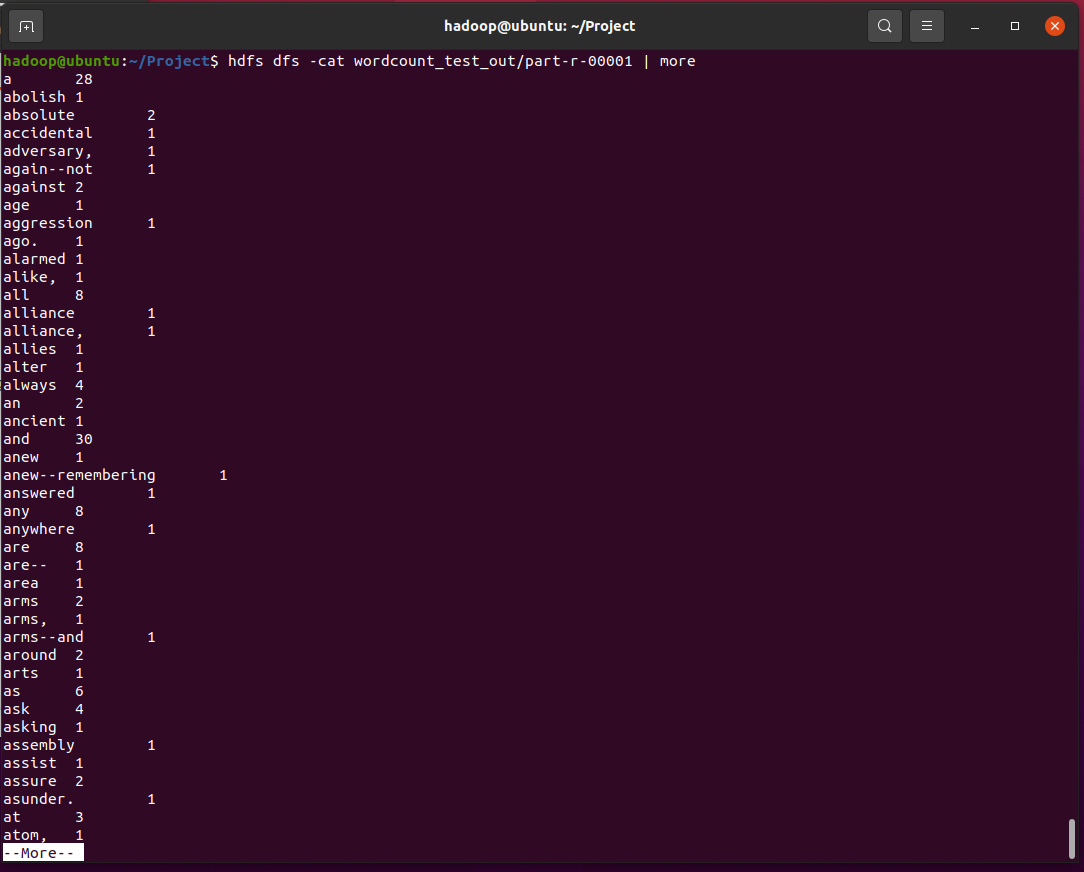 hadoop@ubuntu: ~/Project
hadoop@ubuntu:~/Project$ hdfs dfs -cat wordcount_test_out/part-r-00001 | more
a	28
abolish	1
absolute	2
accidental	1
adversary,	1
again--not	1
against	2
age	1
aggression	1
ago.	1
alarmed	1
alike,	1
all	8
alliance	1
alliance,	1
allies	1
alter	1
always	4
an	2
ancient	1
and	30
anew	1
anew--remembering	1
answered	1
any	8
anywhere	1
are	8
are--	1
area	1
arms	2
arms,	1
arms--and	1
around	2
arts	1
as	6
ask	4
asking	1
assembly	1
assist	1
assure	2
asunder.	1
at	3
atom,	1
--More--